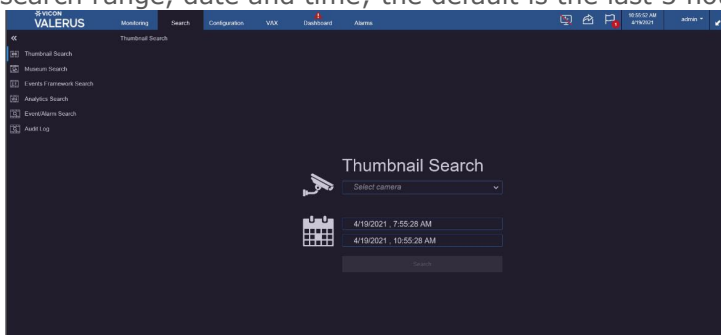 search range, date and time; the default is the last 3 hou
VICON
VALERUS
Monitoring Search Configuration VAX Dashboard Alarms
10:55:52 AM
4/19/2021
admin
Thumbnail Search
Thumbnail Search
Museum Search
Events Framework Search
Analytics Search
Event/Alarm Search
Audit Log
Thumbnail Search
Select camera
4/19/2021 , 7:55:28 AM
4/19/2021 , 10:55:28 AM
Search